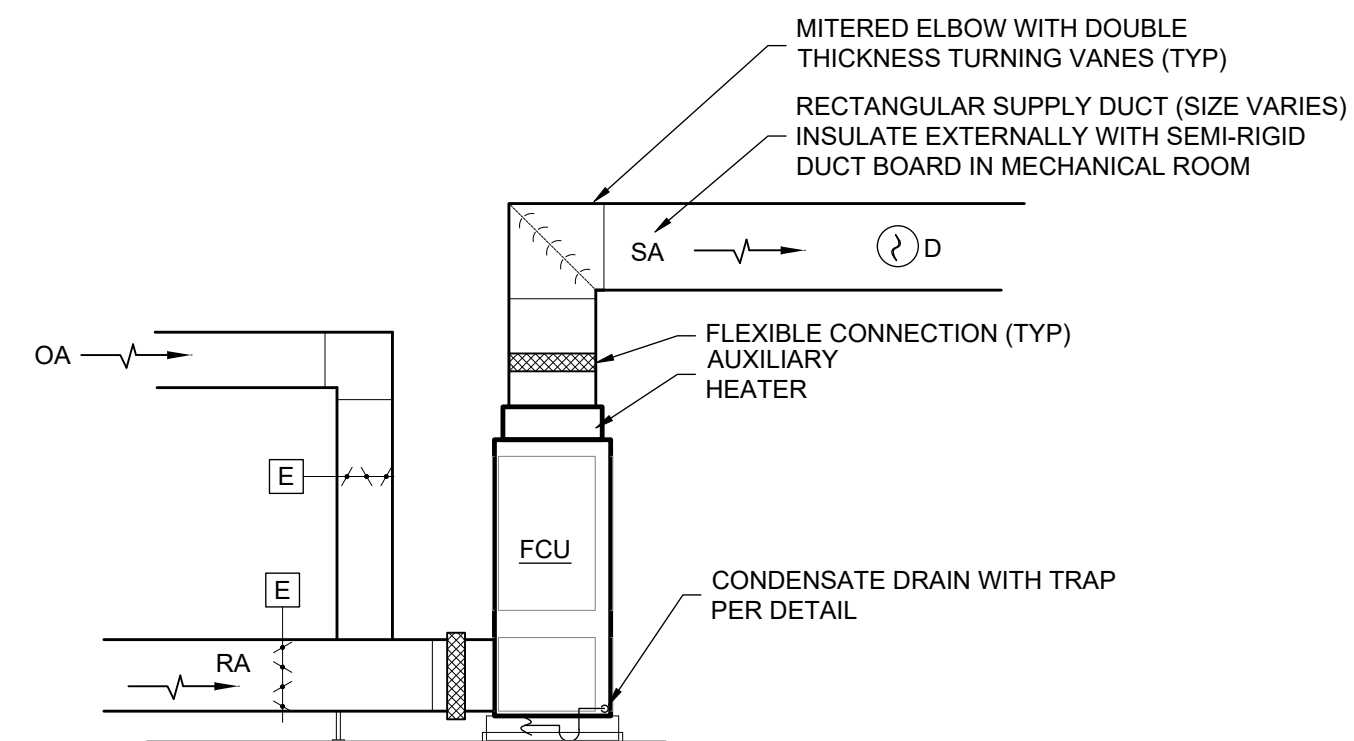 MITERED ELBOW WITH DOUBLE
THICKNESS TURNING VANES (TYP)
RECTANGULAR SUPPLY DUCT (SIZE VARIES)
INSULATE EXTERNALLY WITH SEMI-RIGID
DUCT BOARD IN MECHANICAL ROOM
SA
D
OA
FLEXIBLE CONNECTION (TYP)
AUXILIARY
HEATER
E
FCU
E
CONDENSATE DRAIN WITH TRAP
PER DETAIL
RA